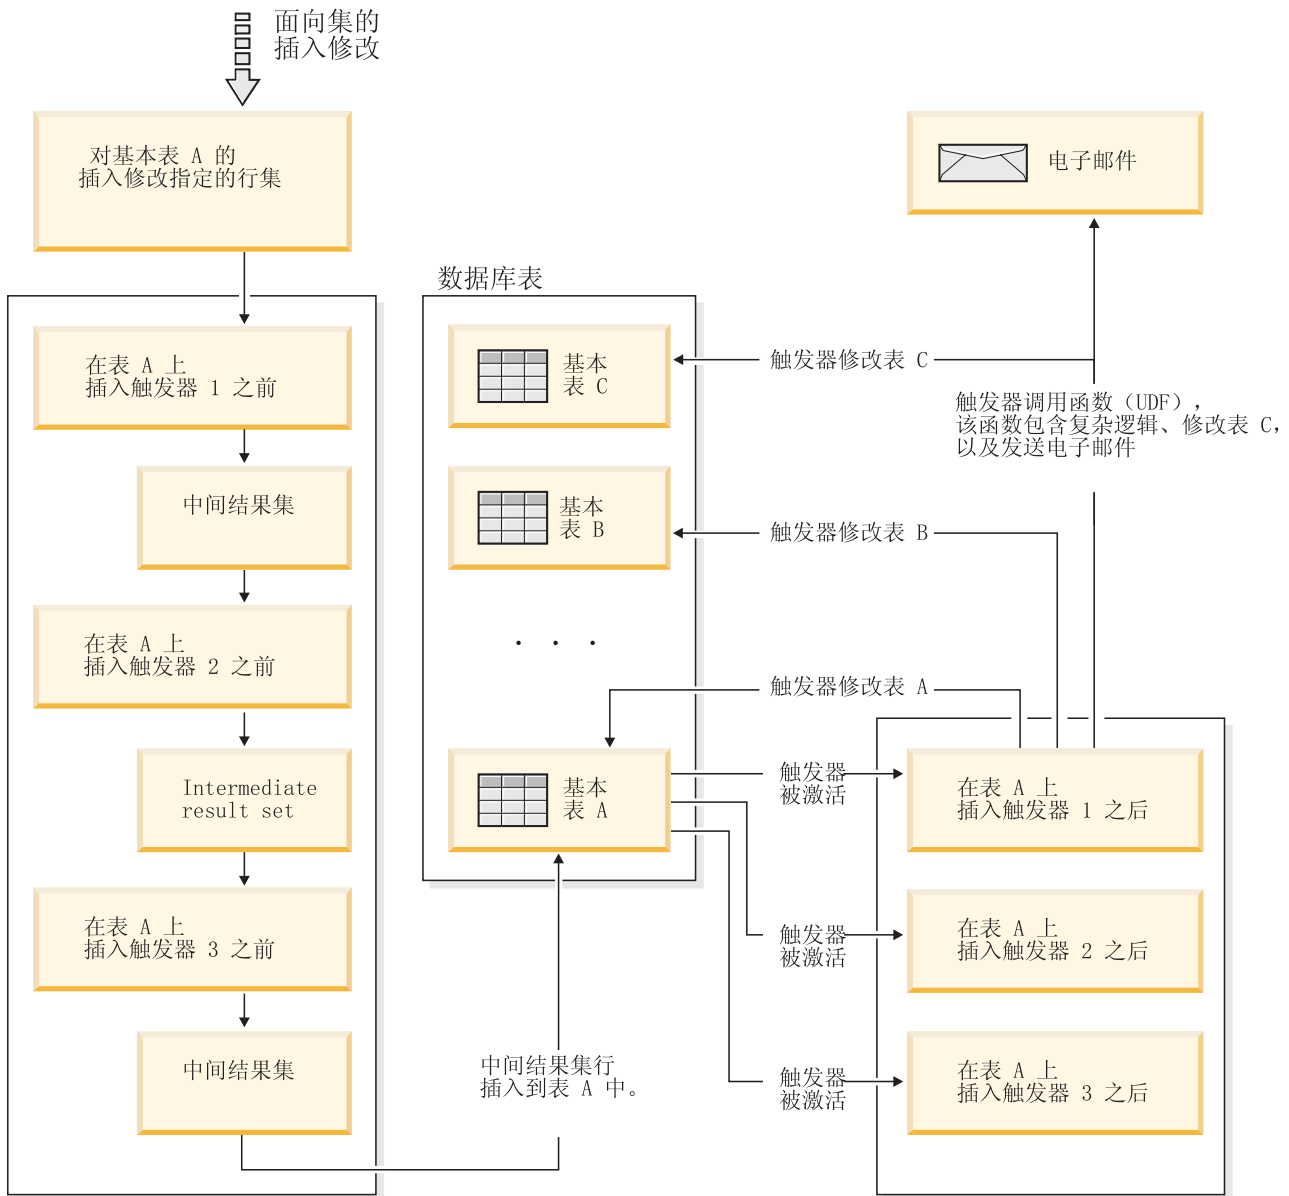 面向集的
插入修改
对基本表 A 的
插入修改指定的行集
在表 A 上
插入触发器 1 之前
中间结果集
在表 A 上
插入触发器 2 之前
Intermediate
result set
在表 A 上
插入触发器 3 之前
中间结果集
数据库表
基本
表 C
基本
表 B
. . .
基本
表 A
中间结果集行
插入到表 A 中。
电子邮件
触发器修改表 C
触发器调用函数（UDF），
该函数包含复杂逻辑、修改表 C，
以及发送电子邮件
触发器修改表 B
触发器修改表 A
触发器
被激活
在表 A 上
插入触发器 1 之后
触发器
被激活
在表 A 上
插入触发器 2 之后
触发器
被激活
在表 A 上
插入触发器 3 之后